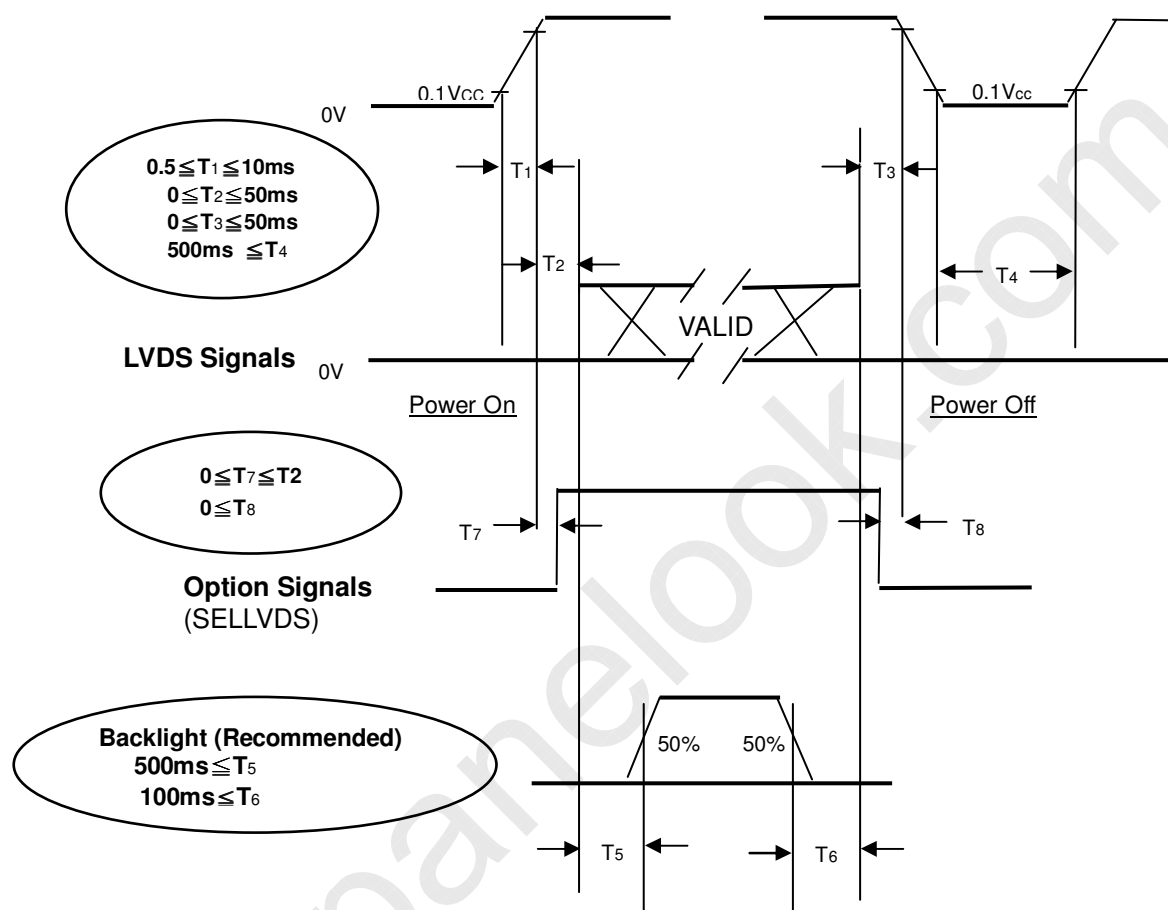 0.1Vcc
0.1Vcc
0V
0.5≦T1≦10ms
0≦T2≦50ms
0≦T3≦50ms
500ms ≦T4
T1
T3
T2
T4
VALID
LVDS Signals
0V
Power On
Power Off
0≦T7≦T2
0≦T8
T7
T8
Option Signals
(SELLVDS)
Backlight (Recommended)
500ms≦T5
100ms≦T6
50%
50%
T5
T6
panelook.com